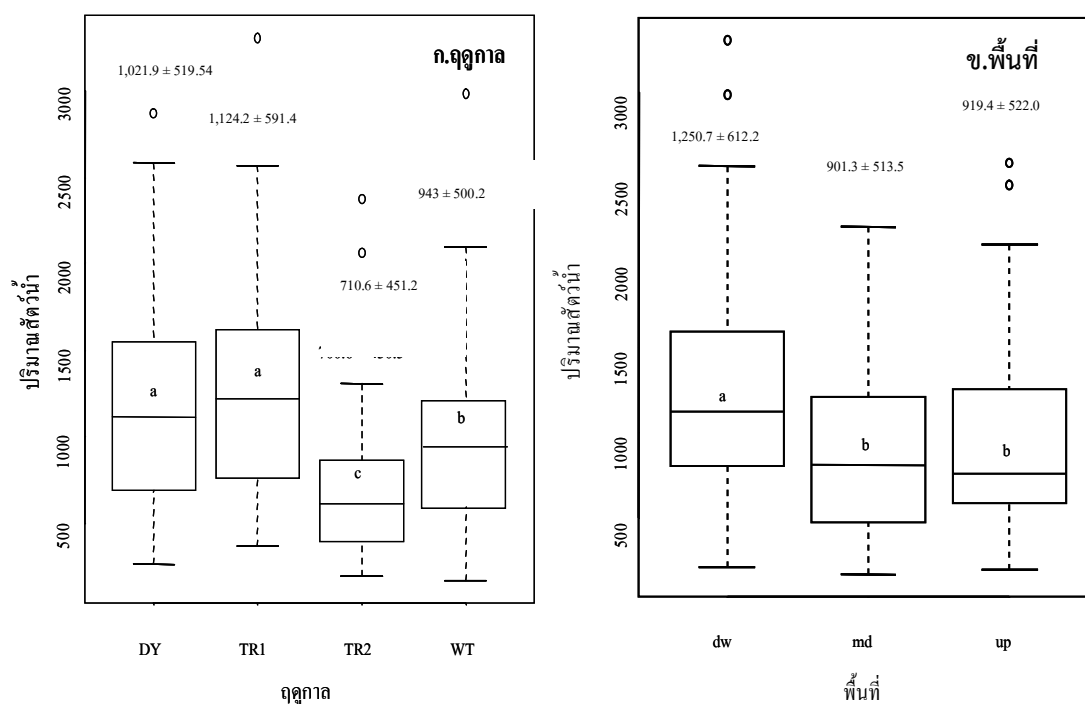 ก.ฤดูกาล
1,021.9 ± 519.54
1,124.2 ± 591.4
943 ± 500.2
710.6 ± 451.2
ปริมาณสัตว์น้ำ
3000
2500
2000
1500
1000
500
a
a
c
b
DY TR1 TR2 WT
ฤดูกาล
ข.พื้นที่
1,250.7 ± 612.2
901.3 ± 513.5
919.4 ± 522.0
ปริมาณสัตว์น้ำ
3000
2500
2000
1500
1000
500
a
b
b
dw md up
พื้นที่